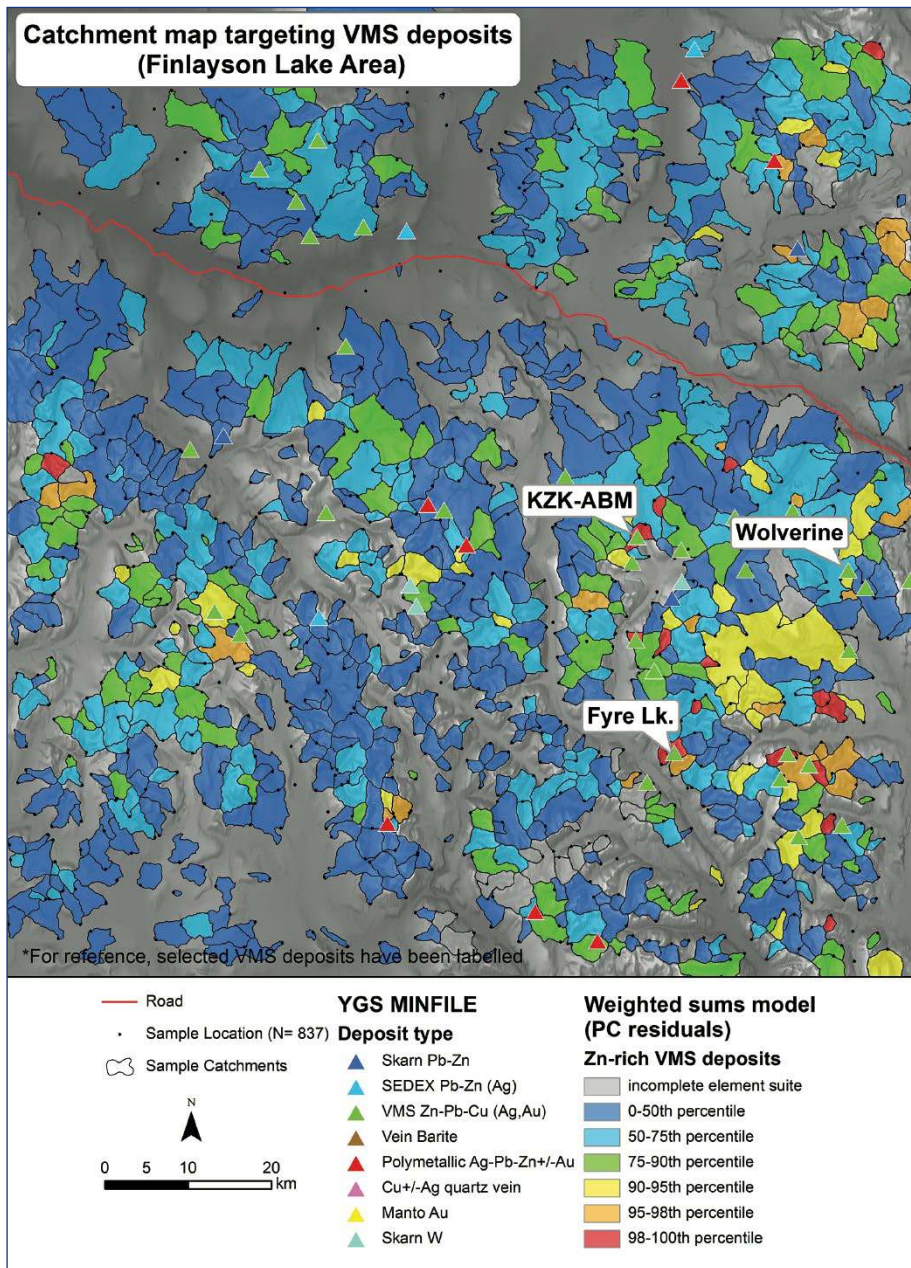 Catchment map targeting VMS deposits
(Finlayson Lake Area)
KZK-ABM
Wolverine
Fyre Lk.
*For reference, selected VMS deposits have been labelled
Road
Sample Location (N= 837)
Sample Catchments
N
0 5 10 20
km
YGS MINFILE
Deposit type
Skarn Pb-Zn
SEDEX Pb-Zn (Ag)
VMS Zn-Pb-Cu (Ag,Au)
Vein Barite
Polymetallic Ag-Pb-Zn+/-Au
Cu+/-Ag quartz vein
Manto Au
Skarn W
Weighted sums model
(PC residuals)
Zn-rich VMS deposits
incomplete element suite
0-50th percentile
50-75th percentile
75-90th percentile
90-95th percentile
95-98th percentile
98-100th percentile